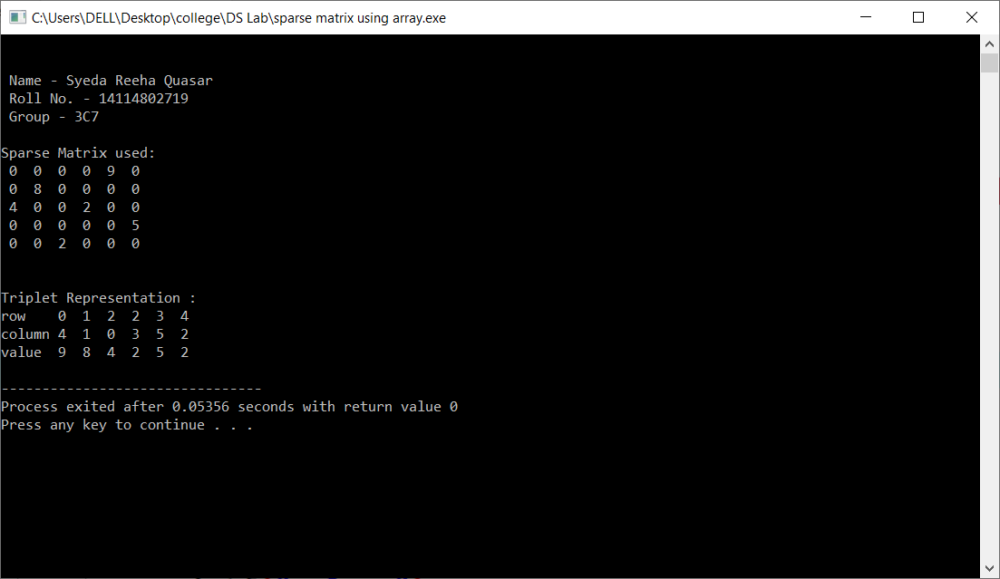 C:\Users\DELL\Desktop\college\DS Lab\sparse matrix using array.exe
Name - Syeda Reeha Quasar
Roll No. - 14114802719
Group - 3C7
Sparse Matrix used:
0  0  0  0  9  0
0  8  0  0  0  0
4  0  0  2  0  0
0  0  0  0  0  5
0  0  2  0  0  0
Triplet Representation :
row    0  1  2  2  3  4
column 4  1  0  3  5  2
value  9  8  4  2  5  2
--------------------------------
Process exited after 0.05356 seconds with return value 0
Press any key to continue . . .